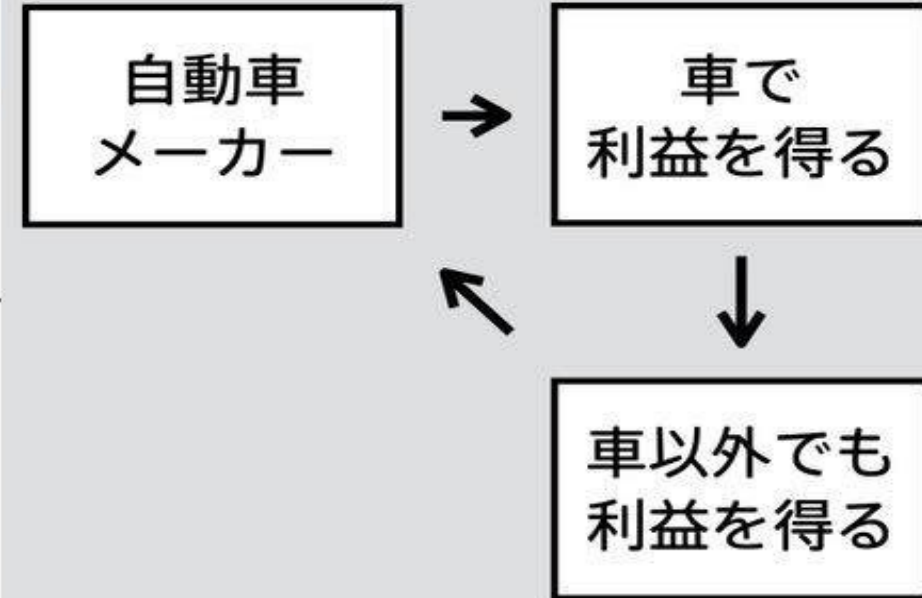 自動車
メーカー
車で
利益を得る
車以外でも
利益を得る